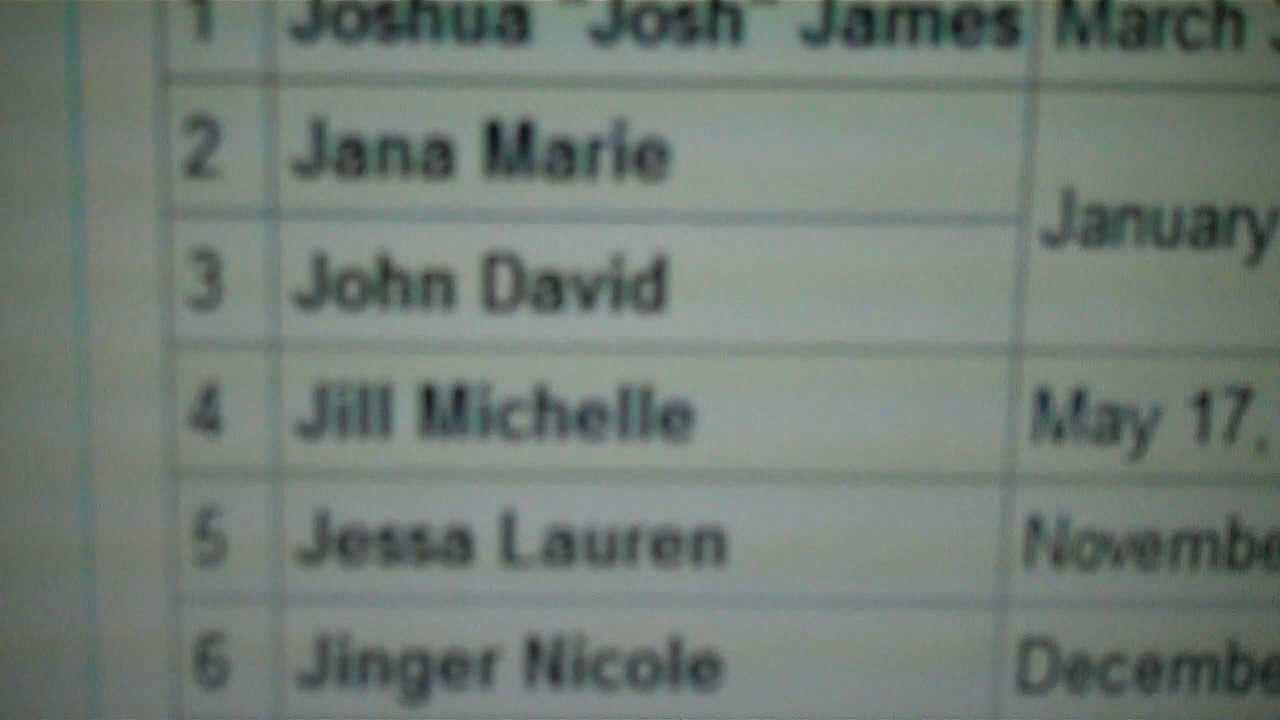 1 Joshua "Josh" James March
2 Jana Marie
January
3 John David
4 Jill Michelle May 17,
5 Jessa Lauren Novembe
6 Jinger Nicole Decembe